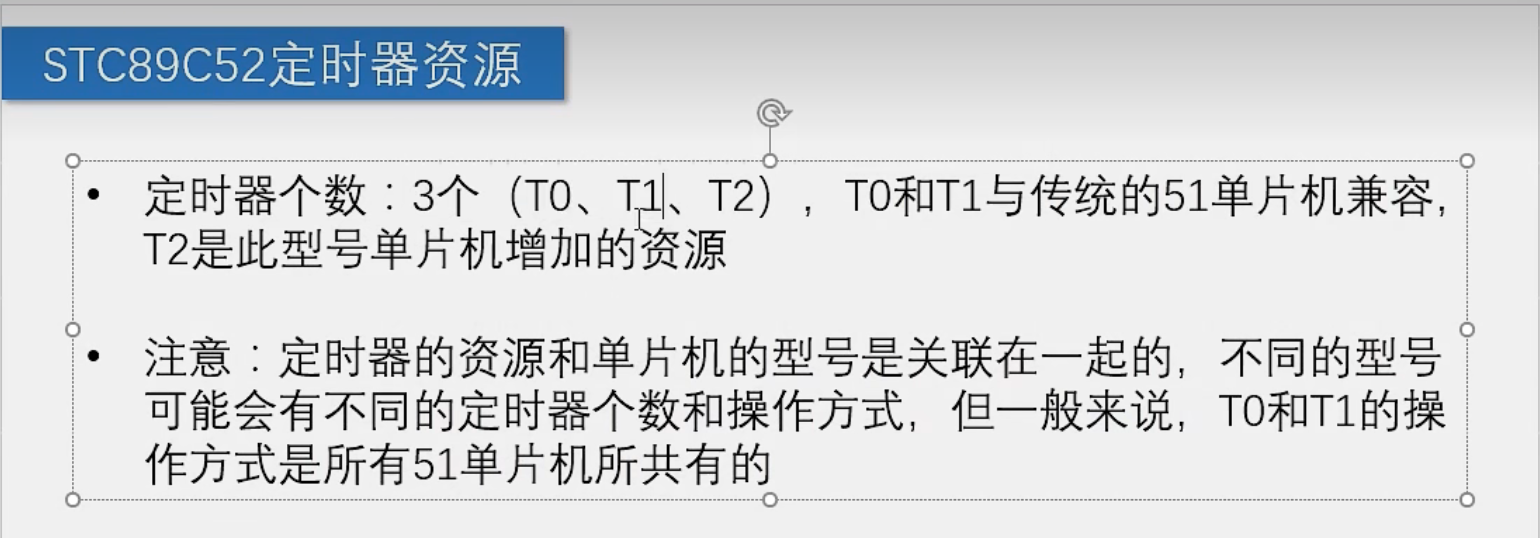 STC89C52定时器资源
• 定时器个数：3个（T0、T1、T2），T0和T1与传统的51单片机兼容，
T2是此型号单片机增加的资源
• 注意：定时器的资源和单片机的型号是关联在一起的，不同的型号
可能会有不同的定时器个数和操作方式，但一般来说，T0和T1的操
作方式是所有51单片机所共有的